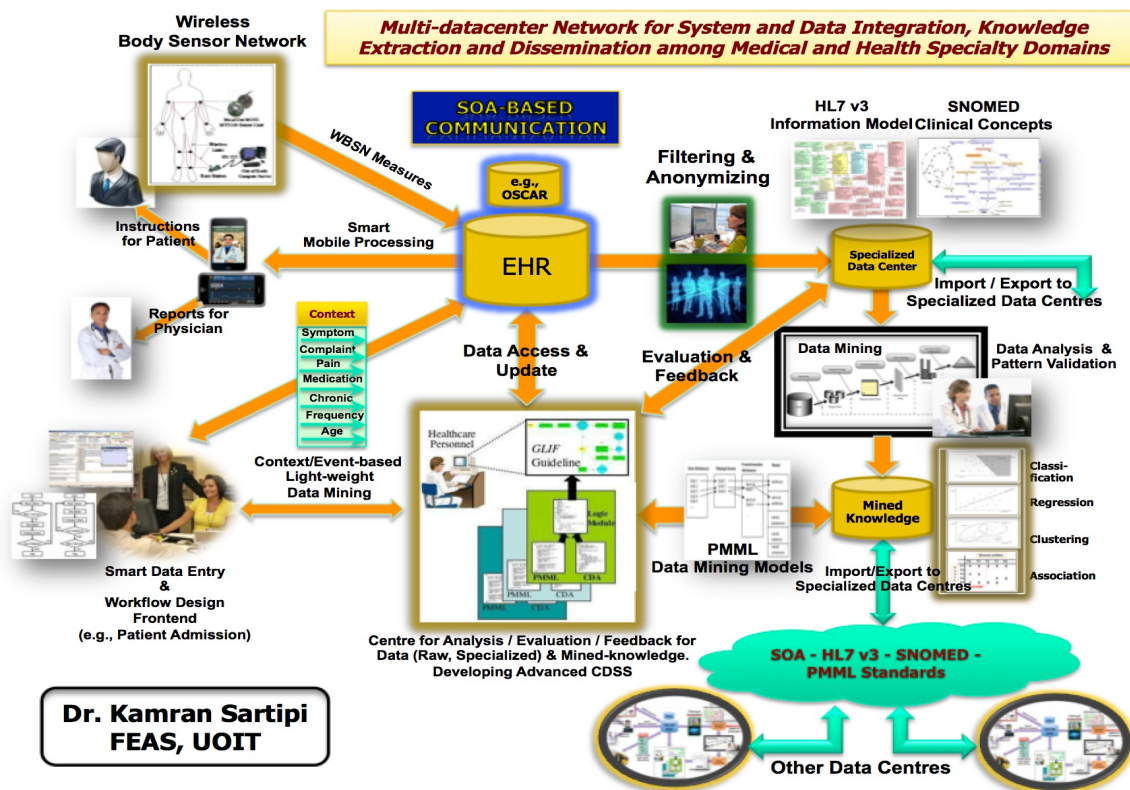 Wireless
Body Sensor Network
Multi-datacenter Network for System and Data Integration, Knowledge
Extraction and Dissemination among Medical and Health Specialty Domains
SOA-BASED
COMMUNICATION
HL7 v3
Information Model
SNOMED
Clinical Concepts
WBSN Measures
e.g.,
OSCAR
Filtering &
Anonymizing
Instructions
for Patient
Smart
Mobile Processing
EHR
Specialized
Data Center
Import / Export to
Specialized Data Centres
Reports for
Physician
Context
Symptom
Complaint
Pain
Medication
Chronic
Frequency
Age
Data Access &
Update
Evaluation &
Feedback
Data Mining
Data Analysis &
Pattern Validation
Healthcare
Personnel
GLIF
Guideline
Context/Event-based
Light-weight
Data Mining
Logic
Module
PMML
CDA
PMML
CDA
PMML
CDA
PMML
Data Mining Models
Mined
Knowledge
Classi-
fication
Regression
Clustering
Association
Import/Export to
Specialized Data Centres
Smart Data Entry
&
Workflow Design
Frontend
(e.g., Patient Admission)
Centre for Analysis / Evaluation / Feedback for
Data (Raw, Specialized) & Mined-knowledge.
Developing Advanced CDSS
SOA - HL7 v3 - SNOMED -
PMML Standards
Dr. Kamran Sartipi
FEAS, UOIT
Other Data Centres